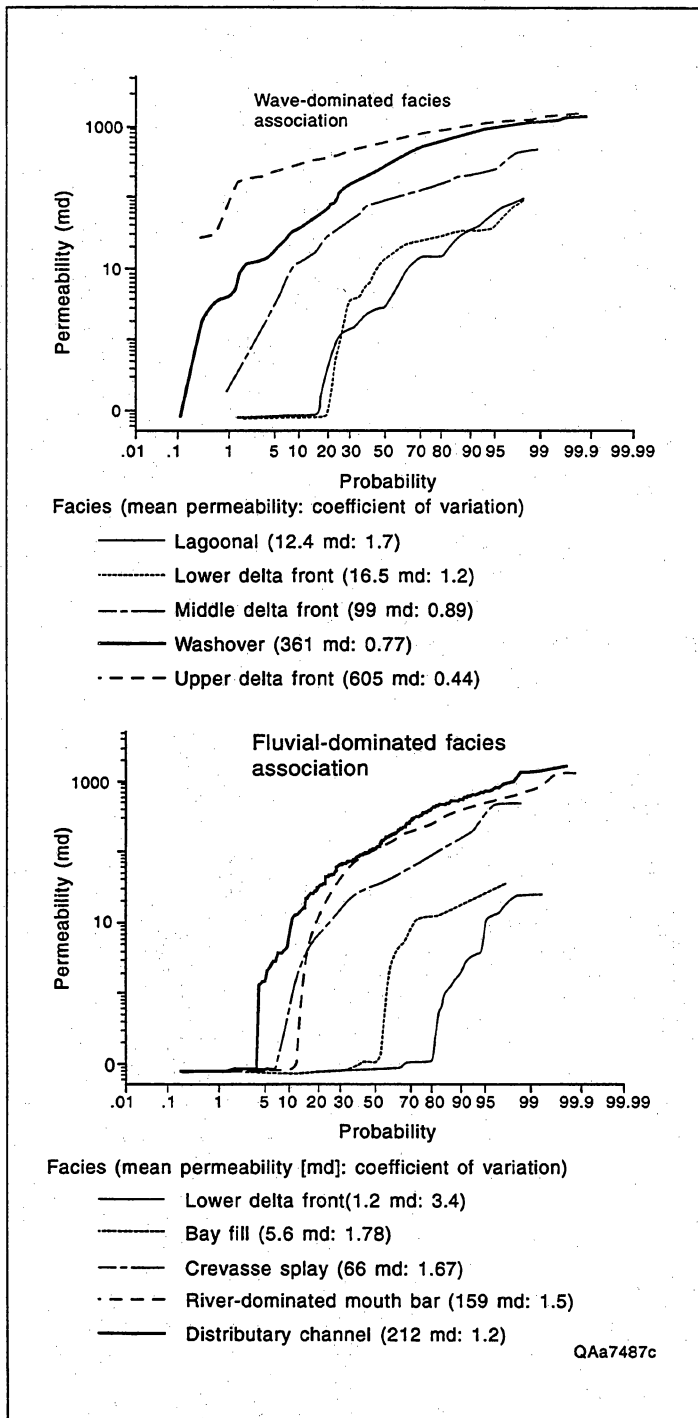 Wave-dominated facies
association
1000
10
0
Permeability (md)
.01 .1 1 5 10 20 30 50 70 80 90 95 99 99.9 99.99
Probability
Facies (mean permeability: coefficient of variation)
Lagoonal (12.4 md: 1.7)
Lower delta front (16.5 md: 1.2)
Middle delta front (99 md: 0.89)
Washover (361 md: 0.77)
Upper delta front (605 md: 0.44)
Fluvial-dominated facies
association
1000
10
0
Permeability (md)
.01 .1 1 5 10 20 30 50 70 80 90 95 99 99.9 99.99
Probability
Facies (mean permeability [md]: coefficient of variation)
Lower delta front(1.2 md: 3.4)
Bay fill (5.6 md: 1.78)
Crevasse splay (66 md: 1.67)
River-dominated mouth bar (159 md: 1.5)
Distributary channel (212 md: 1.2)
QAa7487c